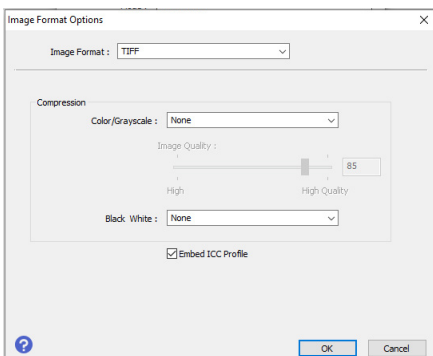 Image Format Options
Image Format : TIFF
Compression
Color/Grayscale : None
Image Quality :
85
High High Quality
Black White : None
Embed ICC Profile
OK Cancel